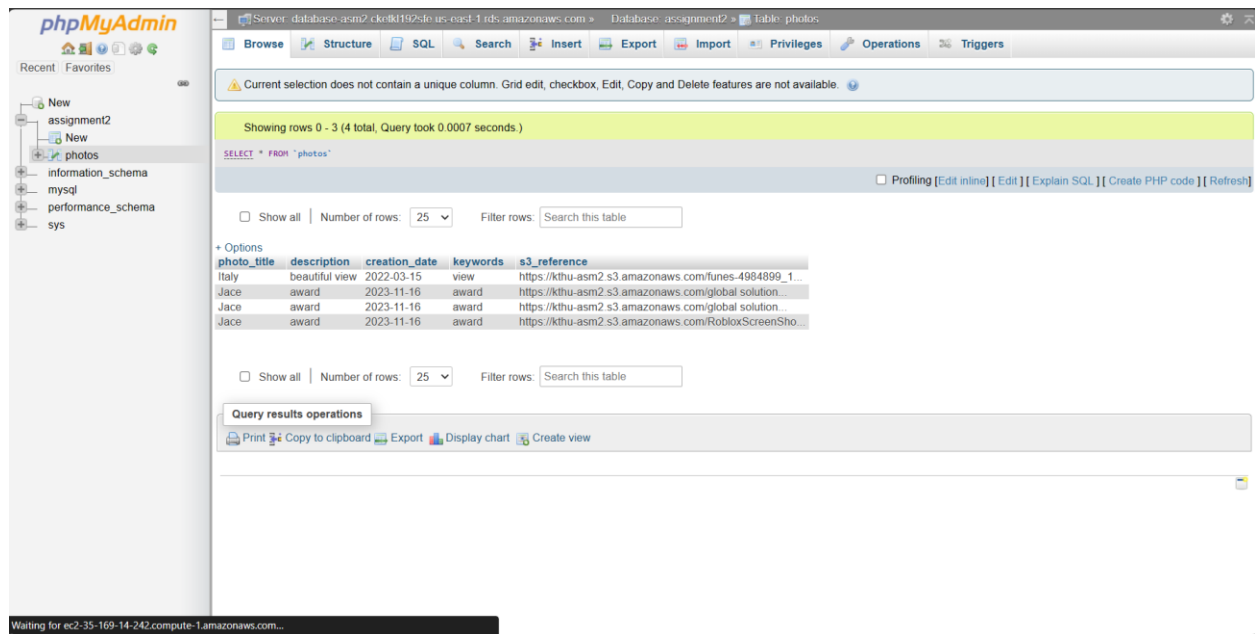 phpMyAdmin
Recent Favorites
New
assignment2
New
photos
information_schema
mysql
performance_schema
sys
Server: database-asm2.cketkl192sfe.us-east-1.rds.amazonaws.com » Database: assignment2 » Table: photos
Browse Structure SQL Search Insert Export Import Privileges Operations Triggers
Current selection does not contain a unique column. Grid edit, checkbox, Edit, Copy and Delete features are not available.
Showing rows 0 - 3 (4 total, Query took 0.0007 seconds.)
SELECT * FROM `photos`
Profiling [Edit inline] [ Edit ] [ Explain SQL ] [ Create PHP code ] [ Refresh]
Show all | Number of rows: 25 Filter rows: Search this table
+ Options
photo_title description creation_date keywords s3_reference
Italy beautiful view 2022-03-15 view https://kthu-asm2.s3.amazonaws.com/funes-4984899_1...
Jace award 2023-11-16 award https://kthu-asm2.s3.amazonaws.com/global solution...
Jace award 2023-11-16 award https://kthu-asm2.s3.amazonaws.com/global solution...
Jace award 2023-11-16 award https://kthu-asm2.s3.amazonaws.com/RobloxScreenSho...
Show all | Number of rows: 25 Filter rows: Search this table
Query results operations
Print Copy to clipboard Export Display chart Create view
Waiting for ec2-35-169-14-242.compute-1.amazonaws.com...